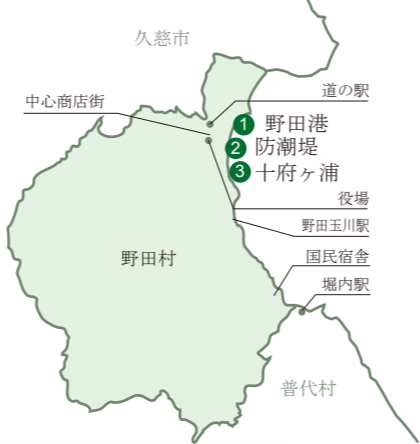 久慈市
道の駅
中心商店街
1 野田港
2 防潮堤
3 十府ヶ浦
役場
野田玉川駅
野田村
国民宿舎
堀内駅
普代村